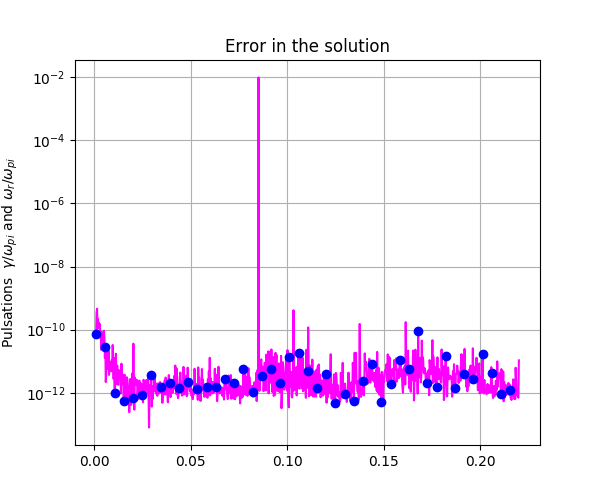 Error in the solution
Pulsations γ/ω_pi and ω_r/ω_pi
10^−2
10^−4
10^−6
10^−8
10^−10
10^−12
0.00 0.05 0.10 0.15 0.20